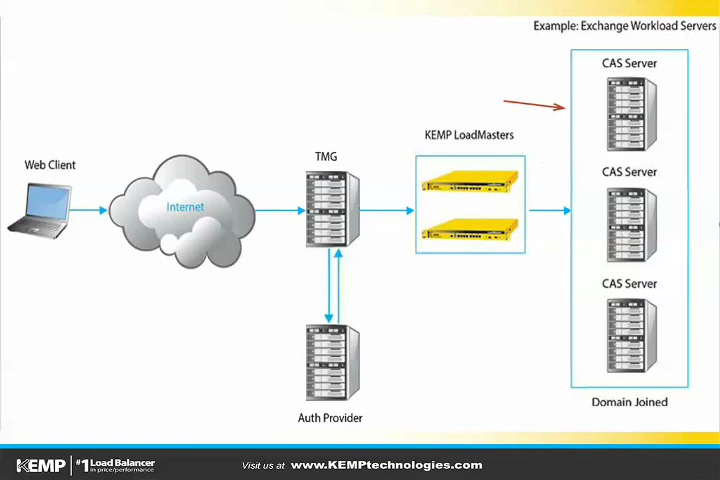 Example: Exchange Workload Servers
CAS Server
KEMP LoadMasters
TMG
Web Client
CAS Server
Internet
CAS Server
Domain Joined
Auth Provider
KEMP
#1 Load Balancer
in price/performance
Visit us at www.KEMPtechnologies.com